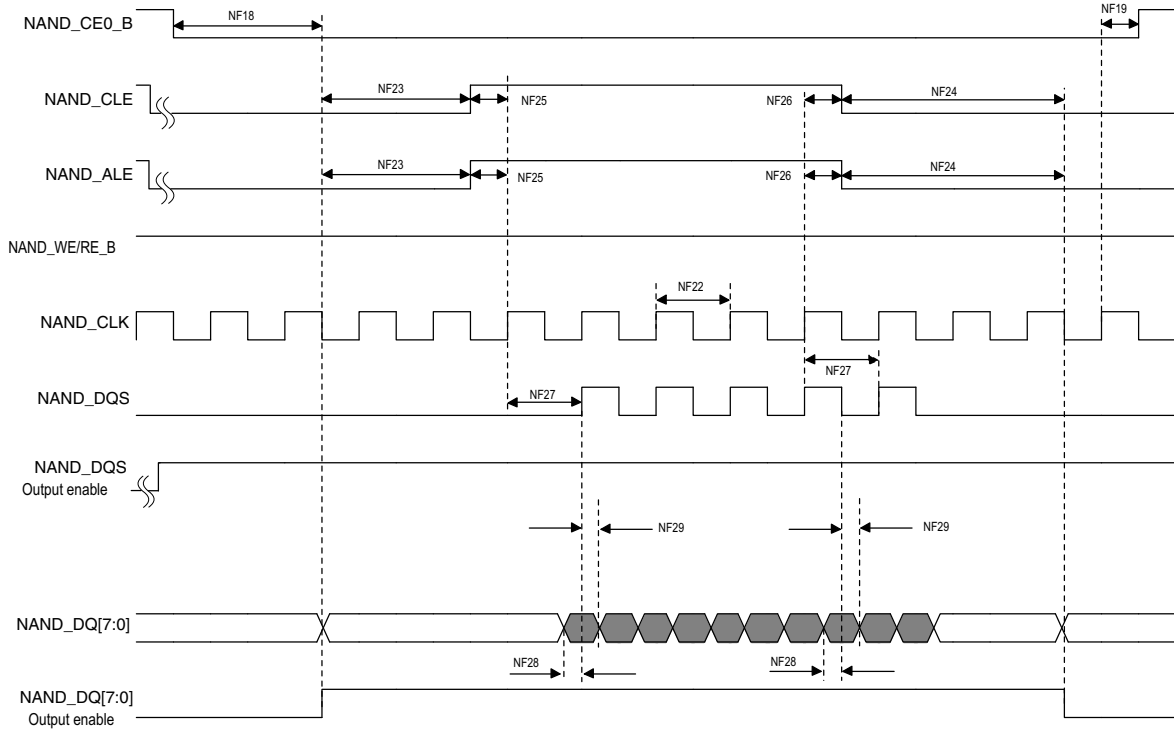 NAND_CE0_B
NF18
NF19
NAND_CLE
NF23
NF25
NF26
NF24
NAND_ALE
NF23
NF25
NF26
NF24
NAND_WE/RE_B
NF22
NAND_CLK
NF27
NAND_DQS
NF27
NAND_DQS
Output enable
NF29
NF29
NAND_DQ[7:0]
NF28
NF28
NAND_DQ[7:0]
Output enable